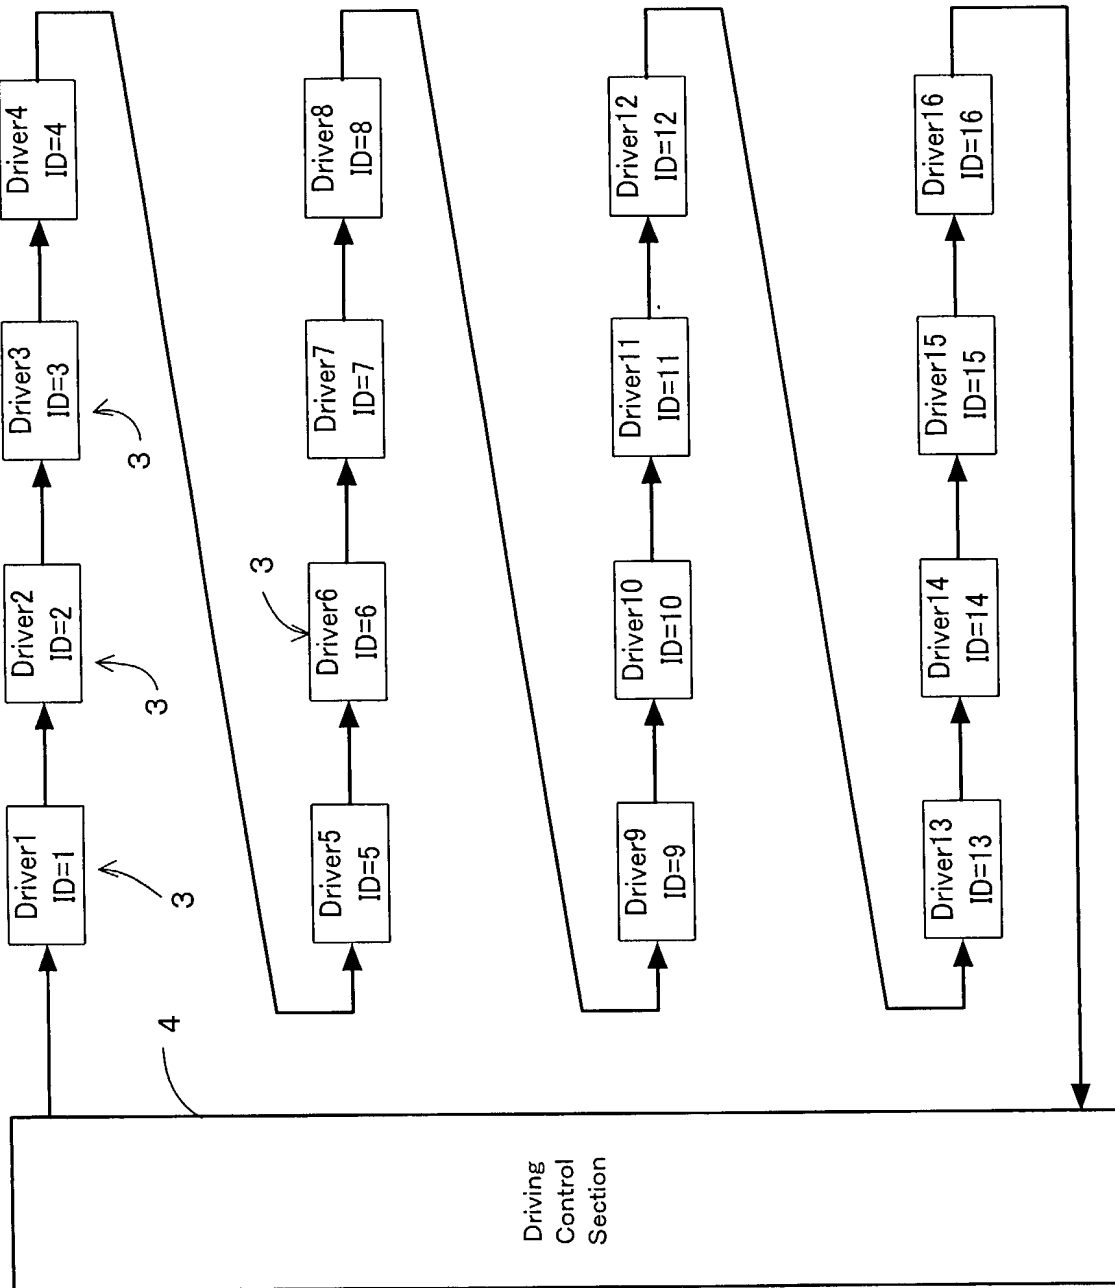 Driver1
ID=1
Driver2
ID=2
Driver3
ID=3
Driver4
ID=4
3
3
3
Driver5
ID=5
Driver6
ID=6
Driver7
ID=7
Driver8
ID=8
3
Driver9
ID=9
Driver10
ID=10
Driver11
ID=11
Driver12
ID=12
Driver13
ID=13
Driver14
ID=14
Driver15
ID=15
Driver16
ID=16
4
Driving
Control
Section